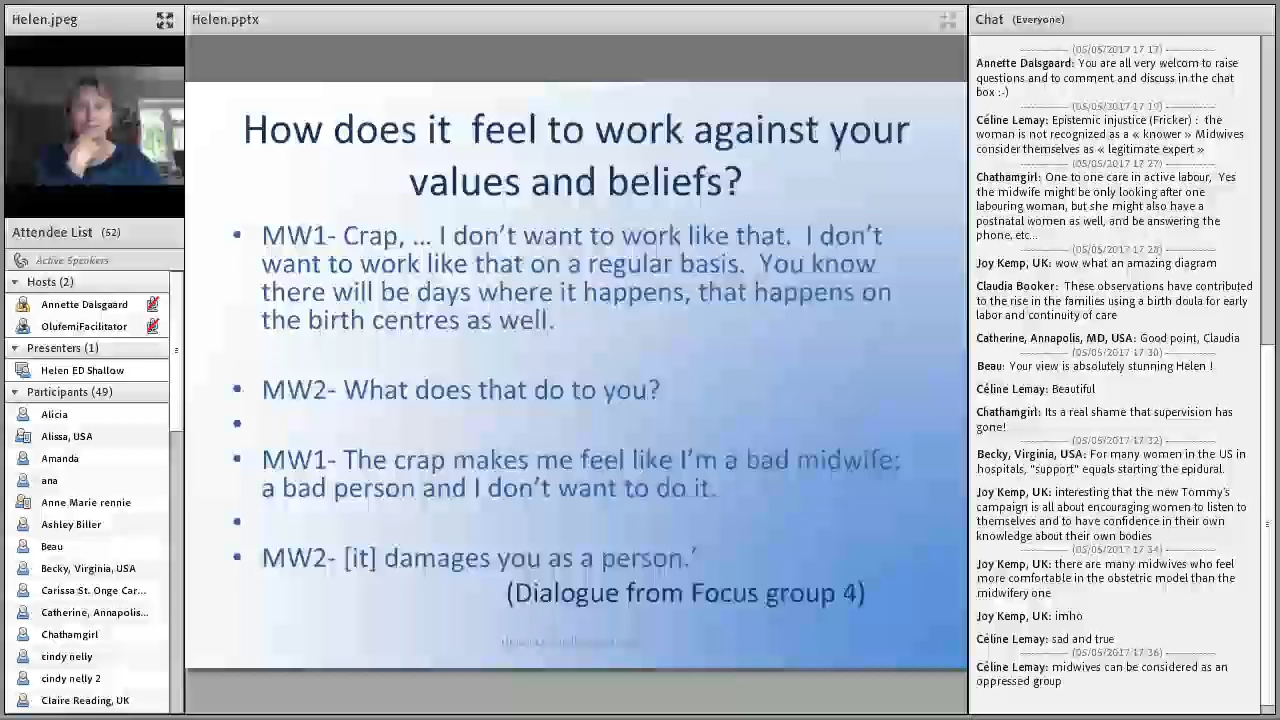 Helen.jpeg
Attendee List (52)
Active Speakers
Hosts (2)
Annette Dalsgaard
OlufemiFacilitator
Presenters (1)
Helen ED Shallow
Participants (49)
Alicia
Alissa, USA
Amanda
ana
Anne Marie rennie
Ashley Biller
Beau
Becky, Virginia, USA
Carissa St. Onge Car...
Catherine, Annapolis...
Chathamgirl
cindy nelly
cindy nelly 2
Claire Reading, UK
Helen.pptx
How does it feel to work against your
values and beliefs?
• MW1- Crap, ... I don't want to work like that. I don't
want to work like that on a regular basis. You know
there will be days where it happens, that happens on
the birth centres as well.
• MW2- What does that do to you?
•
• MW1- The crap makes me feel like I'm a bad midwife;
a bad person and I don't want to do it.
•
• MW2- [it] damages you as a person.'
(Dialogue from Focus group 4)
Chat (Everyone)
(05/05/2017 17:17)
Annette Dalsgaard: You are all very welcom to raise
questions and to comment and discuss in the chat
box :-)
(05/05/2017 17:19)
Céline Lemay: Epistemic injustice (Fricker) : the
woman is not recognized as a « knower » Midwives
consider themselves as « legitimate expert »
(05/05/2017 17:27)
Chathamgirl: One to one care in active labour, Yes
the midwife might be only looking after one
labouring woman, but she might also have a
postnatal women as well, and be answering the
phone, etc...
(05/05/2017 17:28)
Joy Kemp, UK: wow what an amazing diagram
Claudia Booker: These observations have contributed
to the rise in the families using a birth doula for early
labor and continuity of care
Catherine, Annapolis, MD, USA: Good point, Claudia
(05/05/2017 17:30)
Beau: Your view is absolutely stunning Helen !
Céline Lemay: Beautiful
Chathamgirl: Its a real shame that supervision has
gone!
(05/05/2017 17:32)
Becky, Virginia, USA: For many women in the US in
hospitals, "support" equals starting the epidural.
Joy Kemp, UK: interesting that the new Tommy's
campaign is all about encouraging women to listen to
themselves and to have confidence in their own
knowledge about their own bodies
(05/05/2017 17:34)
Joy Kemp, UK: there are many midwives who feel
more comfortable in the obstetric model than the
midwifery one
Joy Kemp, UK: imho
Céline Lemay: sad and true
(05/05/2017 17:36)
Céline Lemay: midwives can be considered as an
oppressed group